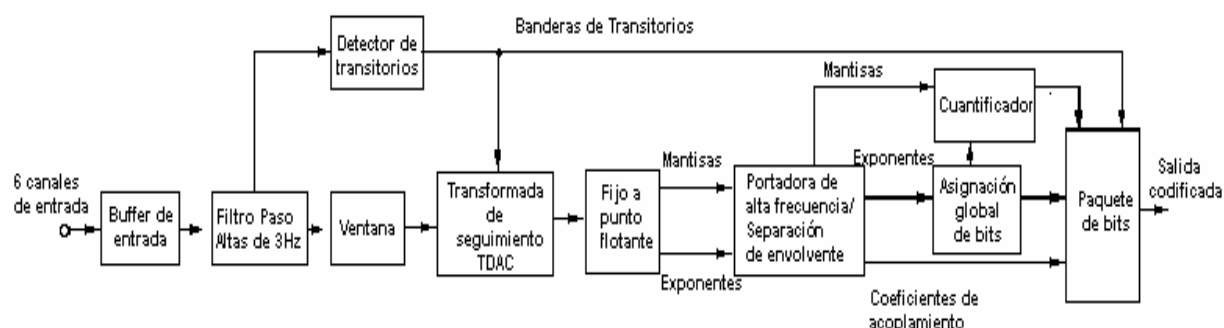 Banderas de Transitorios
Detector de
transitorios
Mantisas
Cuantificador
6 canales
de entrada
Buffer de
entrada
Filtro Paso
Altas de 3Hz
Ventana
Transformada
de
seguimiento
TDAC
Fijo a
punto
flotante
Mantisas
Exponentes
Portadora de
alta frecuencia/
Separación
de envolvente
Exponentes
Asignación
global
de bits
Coeficientes de
acoplamiento
Paquete
de bits
Salida
codificada